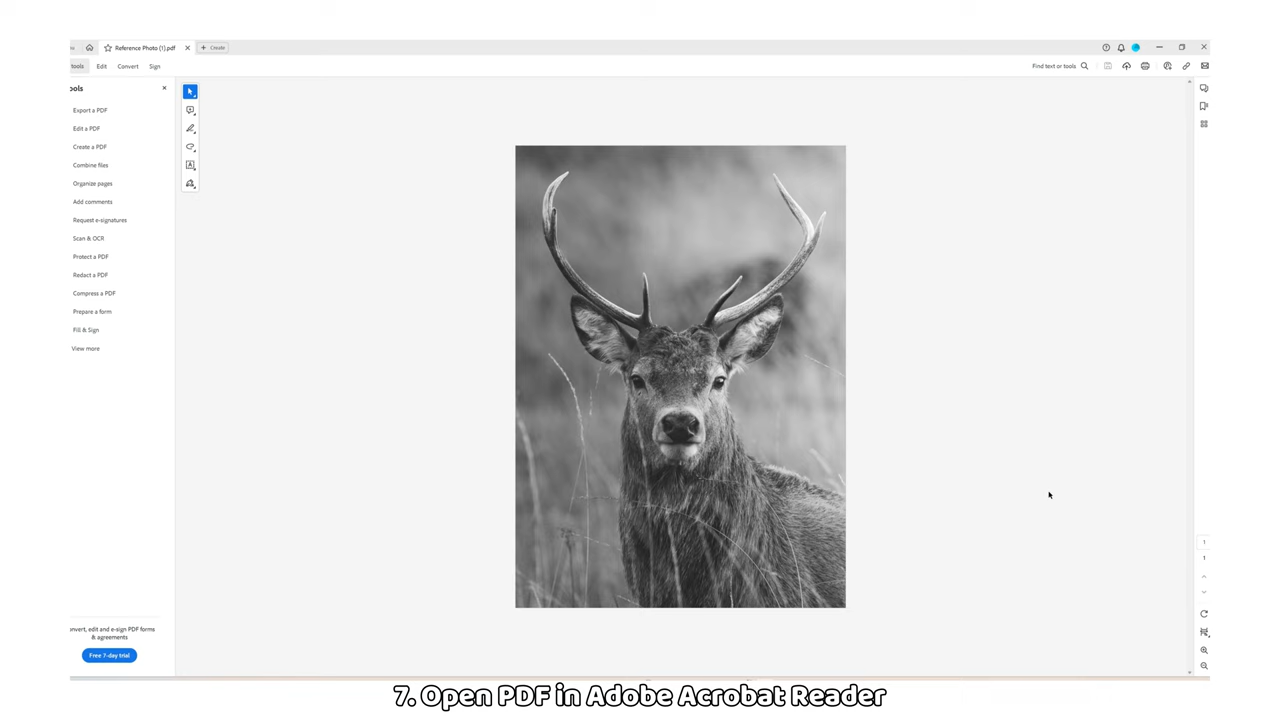 Reference Photo (1).pdf
Create
tools
Edit
Convert
Sign
Find text or tools
ools
Export a PDF
Edit a PDF
Create a PDF
Combine files
Organize pages
Add comments
Request e-signatures
Scan & OCR
Protect a PDF
Redact a PDF
Compress a PDF
Prepare a form
Fill & Sign
View more
1
1
nvert, edit and e-sign PDF forms
& agreements
Free 7-day trial
7. Open PDF in Adobe Acrobat Reader